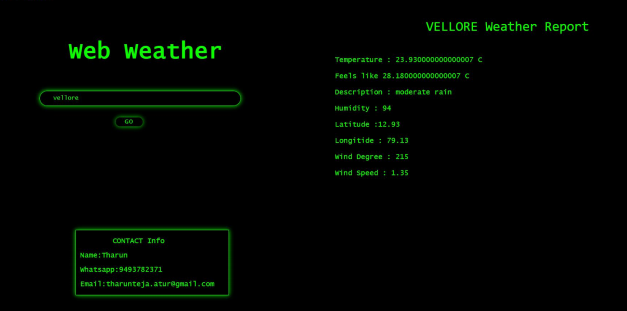 Web Weather
vellore
GO
CONTACT Info
Name;Tharun
Whatsapp:9493782371
Email;tharunteja.atur@gmail.com
VELLORE Weather Report
Temperature : 23.930000000000007 C
Feels like 28.180000000000007 C
Description : moderate rain
Humidity : 94
Latitude :12.93
Longitide : 79.13
Wind Degree : 215
Wind Speed : 1.35